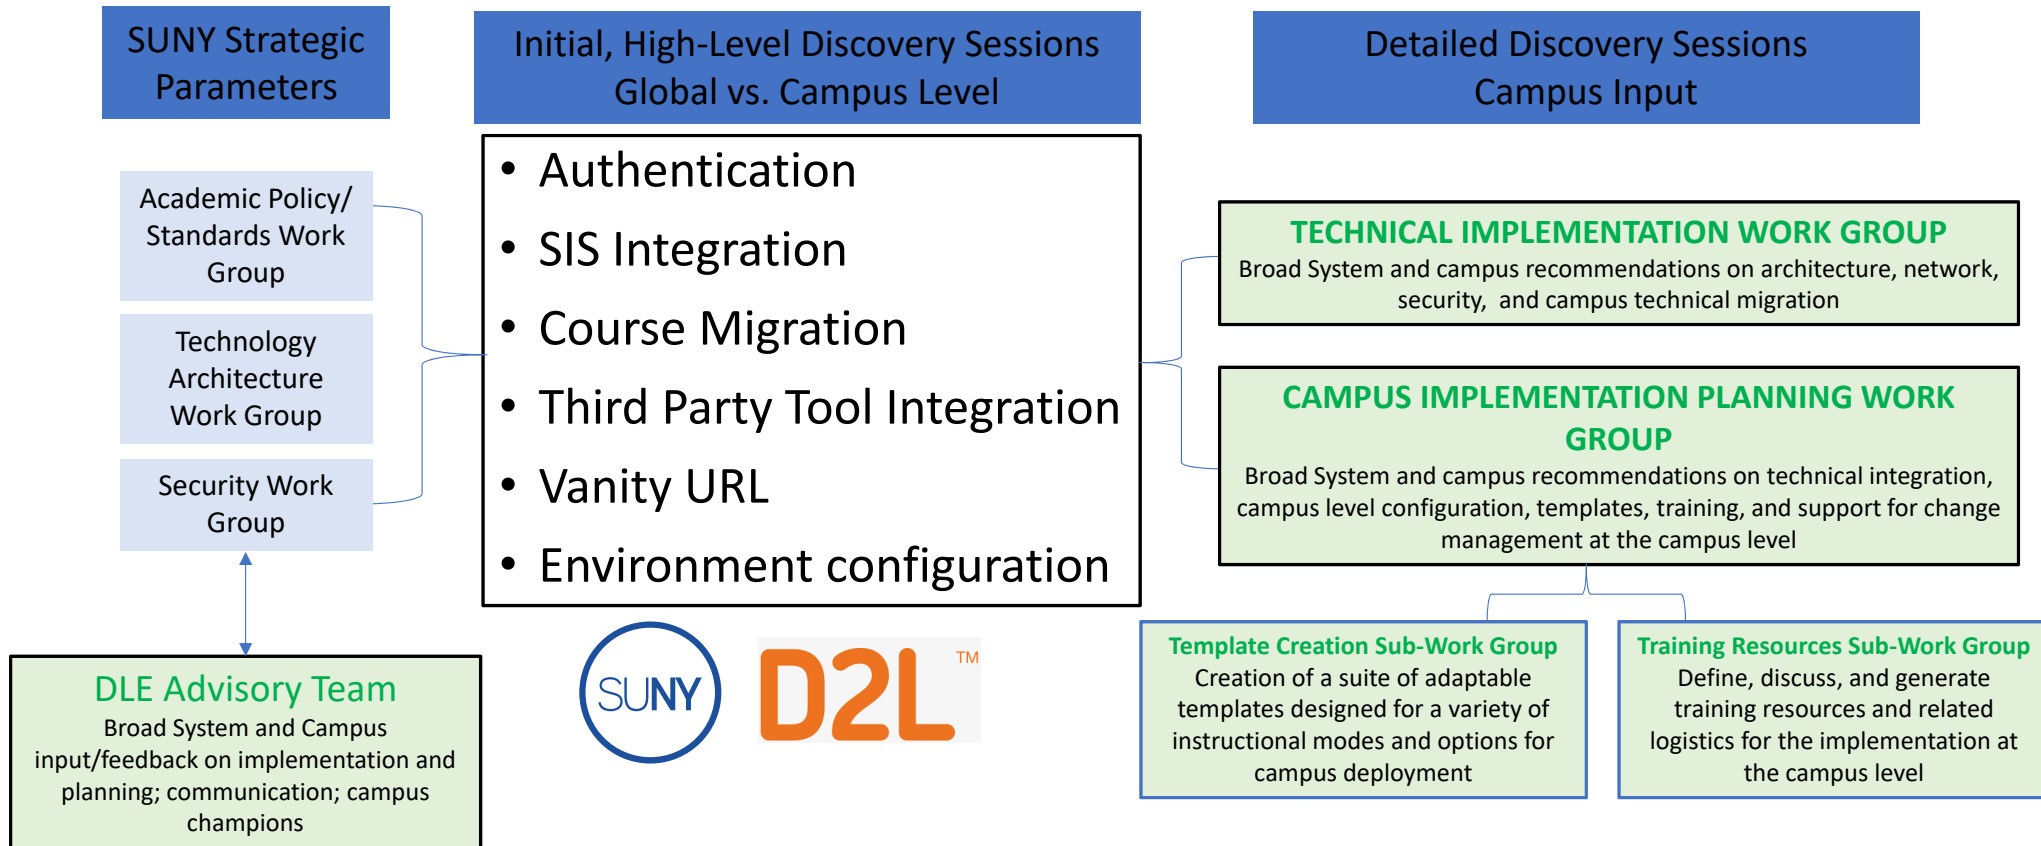 SUNY Strategic
Parameters
Initial, High-Level Discovery Sessions
Global vs. Campus Level
Detailed Discovery Sessions
Campus Input
Academic Policy/
Standards Work
Group
Technology
Architecture
Work Group
Security Work
Group
DLE Advisory Team
Broad System and Campus
input/feedback on implementation and
planning; communication; campus
champions
• Authentication
• SIS Integration
• Course Migration
• Third Party Tool Integration
• Vanity URL
• Environment configuration
SUNY
D2L™
TECHNICAL IMPLEMENTATION WORK GROUP
Broad System and campus recommendations on architecture, network,
security, and campus technical migration
CAMPUS IMPLEMENTATION PLANNING WORK
GROUP
Broad System and campus recommendations on technical integration,
campus level configuration, templates, training, and support for change
management at the campus level
Template Creation Sub-Work Group
Creation of a suite of adaptable
templates designed for a variety of
instructional modes and options for
campus deployment
Training Resources Sub-Work Group
Define, discuss, and generate
training resources and related
logistics for the implementation at
the campus level